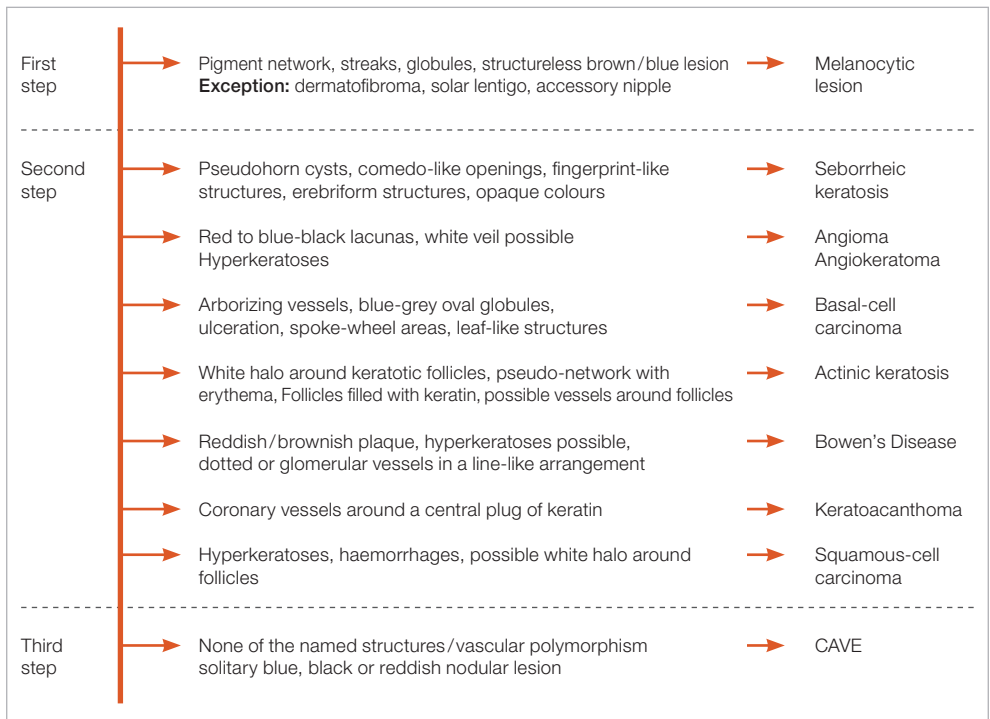 First step
Pigment network, streaks, globules, structureless brown/blue lesion
Exception: dermatofibroma, solar lentigo, accessory nipple
Melanocytic
lesion
Second step
Pseudohorn cysts, comedo-like openings, fingerprint-like
structures, erebriform structures, opaque colours
Seborrheic
keratosis
Red to blue-black lacunas, white veil possible
Hyperkeratoses
Angioma
Angiokeratoma
Arborizing vessels, blue-grey oval globules,
ulceration, spoke-wheel areas, leaf-like structures
Basal-cell
carcinoma
White halo around keratotic follicles, pseudo-network with
erythema, Follicles filled with keratin, possible vessels around follicles
Actinic keratosis
Reddish/brownish plaque, hyperkeratoses possible,
dotted or glomerular vessels in a line-like arrangement
Bowen's Disease
Coronary vessels around a central plug of keratin
Keratoacanthoma
Hyperkeratoses, haemorrhages, possible white halo around
follicles
Squamous-cell
carcinoma
Third step
None of the named structures/vascular polymorphism
solitary blue, black or reddish nodular lesion
CAVE